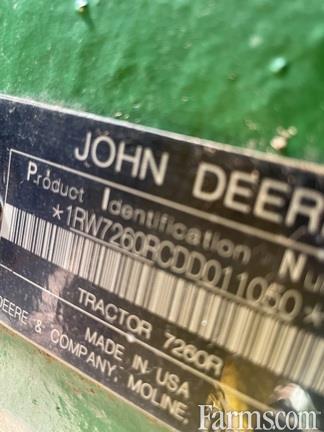 JOHN DEER
Product Identification Nu
*1RW7260RCDD011050*
TRACTOR 7260R
MADE IN USA
DEERE & COMPANY, MOLINE
Farms.com